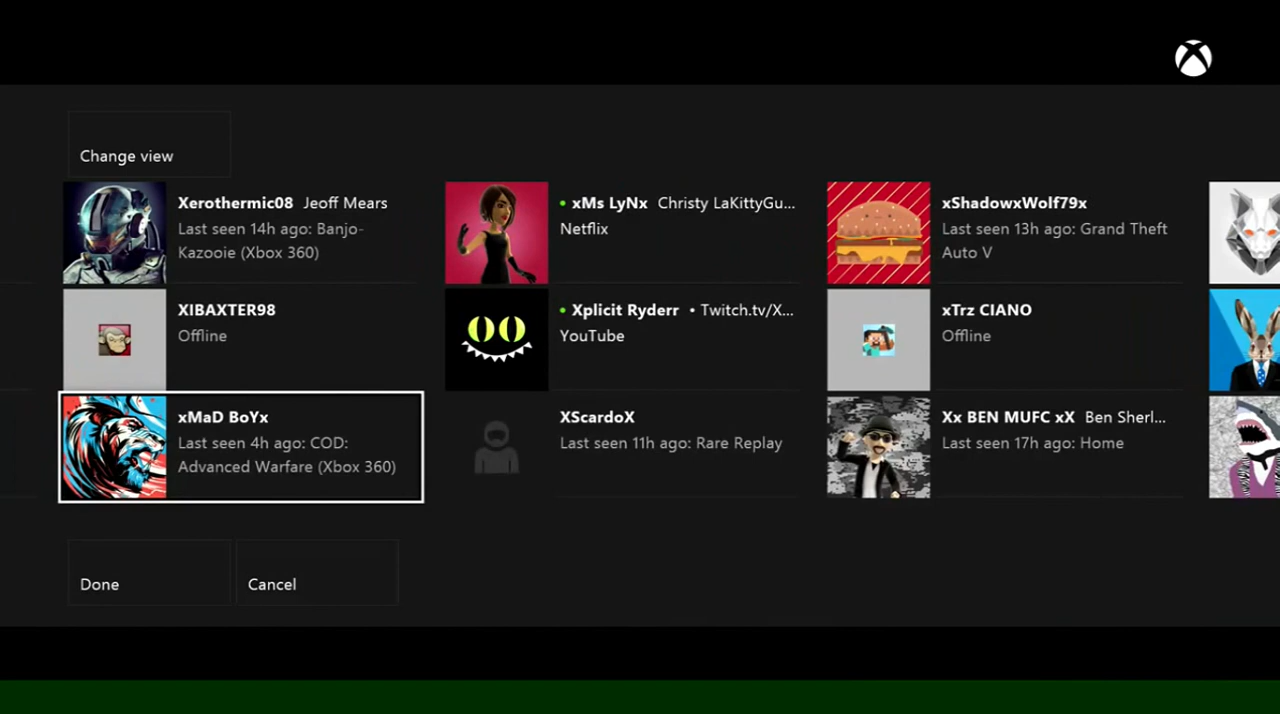 Change view
Xerothermic08 Jeoff Mears
Last seen 14h ago: Banjo-
Kazooie (Xbox 360)
XIBAXTER98
Offline
xMaD BoYx
Last seen 4h ago: COD:
Advanced Warfare (Xbox 360)
• xMs LyNx Christy LaKittyGu...
Netflix
• Xplicit Ryderr • Twitch.tv/X...
YouTube
XScardoX
Last seen 11h ago: Rare Replay
xShadowxWolf79x
Last seen 13h ago: Grand Theft
Auto V
xTrz CIANO
Offline
Xx BEN MUFC xX Ben Sherl...
Last seen 17h ago: Home
Done
Cancel